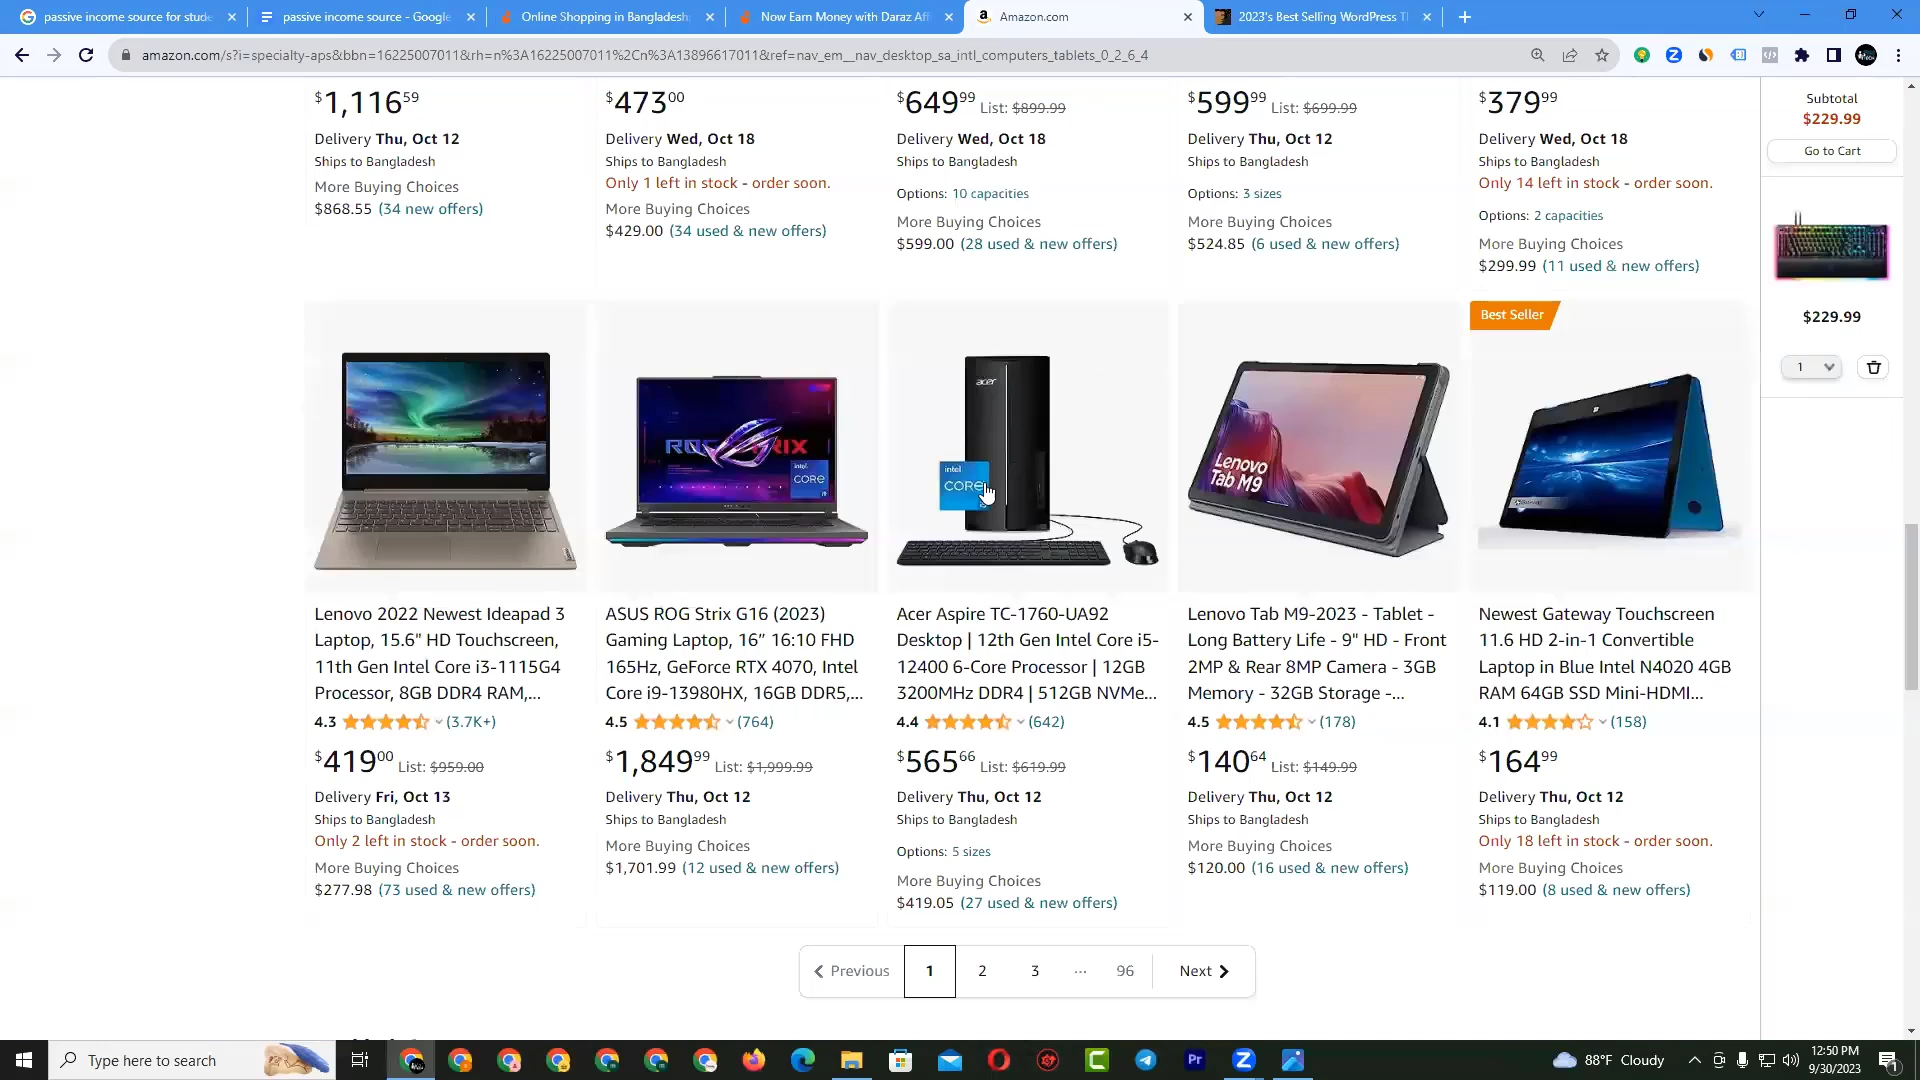 passive income source for stude
passive income source - Google
Online Shopping in Bangladesh:
Now Earn Money with Daraz Aff
Amazon.com
2023's Best Selling WordPress Tl
amazon.com/s?i=specialty-aps&bbn=16225007011&rh=n%3A16225007011%2Cn%3A13896617011&ref=nav_em__nav_desktop_sa_intl_computers_tablets_0_2_6_4
$1,116 59
Delivery Thu, Oct 12
Ships to Bangladesh
More Buying Choices
$868.55 (34 new offers)
$473 00
Delivery Wed, Oct 18
Ships to Bangladesh
Only 1 left in stock - order soon.
More Buying Choices
$429.00 (34 used & new offers)
$649 99 List: $899.99
Delivery Wed, Oct 18
Ships to Bangladesh
Options: 10 capacities
More Buying Choices
$599.00 (28 used & new offers)
$599 99 List: $699.99
Delivery Thu, Oct 12
Ships to Bangladesh
Options: 3 sizes
More Buying Choices
$524.85 (6 used & new offers)
$379 99
Delivery Wed, Oct 18
Ships to Bangladesh
Only 14 left in stock - order soon.
Options: 2 capacities
More Buying Choices
$299.99 (11 used & new offers)
Subtotal
$229.99
Go to Cart
$229.99
1
Lenovo 2022 Newest Ideapad 3
Laptop, 15.6" HD Touchscreen,
11th Gen Intel Core i3-1115G4
Processor, 8GB DDR4 RAM,...
4.3 (3.7K+)
$419 00 List: $959.00
Delivery Fri, Oct 13
Ships to Bangladesh
Only 2 left in stock - order soon.
More Buying Choices
$277.98 (73 used & new offers)
intel
CORE
i9
ASUS ROG Strix G16 (2023)
Gaming Laptop, 16” 16:10 FHD
165Hz, GeForce RTX 4070, Intel
Core i9-13980HX, 16GB DDR5,...
4.5 (764)
$1,849 99 List: $1,999.99
Delivery Thu, Oct 12
Ships to Bangladesh
More Buying Choices
$1,701.99 (12 used & new offers)
acer
intel
CORE
i5
Acer Aspire TC-1760-UA92
Desktop | 12th Gen Intel Core i5-
12400 6-Core Processor | 12GB
3200MHz DDR4 | 512GB NVMe...
4.4 (642)
$565 66 List: $619.99
Delivery Thu, Oct 12
Ships to Bangladesh
Options: 5 sizes
More Buying Choices
$419.05 (27 used & new offers)
Lenovo
Tab M9
Lenovo Tab M9-2023 - Tablet -
Long Battery Life - 9" HD - Front
2MP & Rear 8MP Camera - 3GB
Memory - 32GB Storage -...
4.5 (178)
$140 64 List: $149.99
Delivery Thu, Oct 12
Ships to Bangladesh
More Buying Choices
$120.00 (16 used & new offers)
Best Seller
Newest Gateway Touchscreen
11.6 HD 2-in-1 Convertible
Laptop in Blue Intel N4020 4GB
RAM 64GB SSD Mini-HDMI...
4.1 (158)
$164 99
Delivery Thu, Oct 12
Ships to Bangladesh
Only 18 left in stock - order soon.
More Buying Choices
$119.00 (8 used & new offers)
Previous 1 2 3 ... 96 Next
Type here to search
88°F Cloudy
12:50 PM
9/30/2023
1